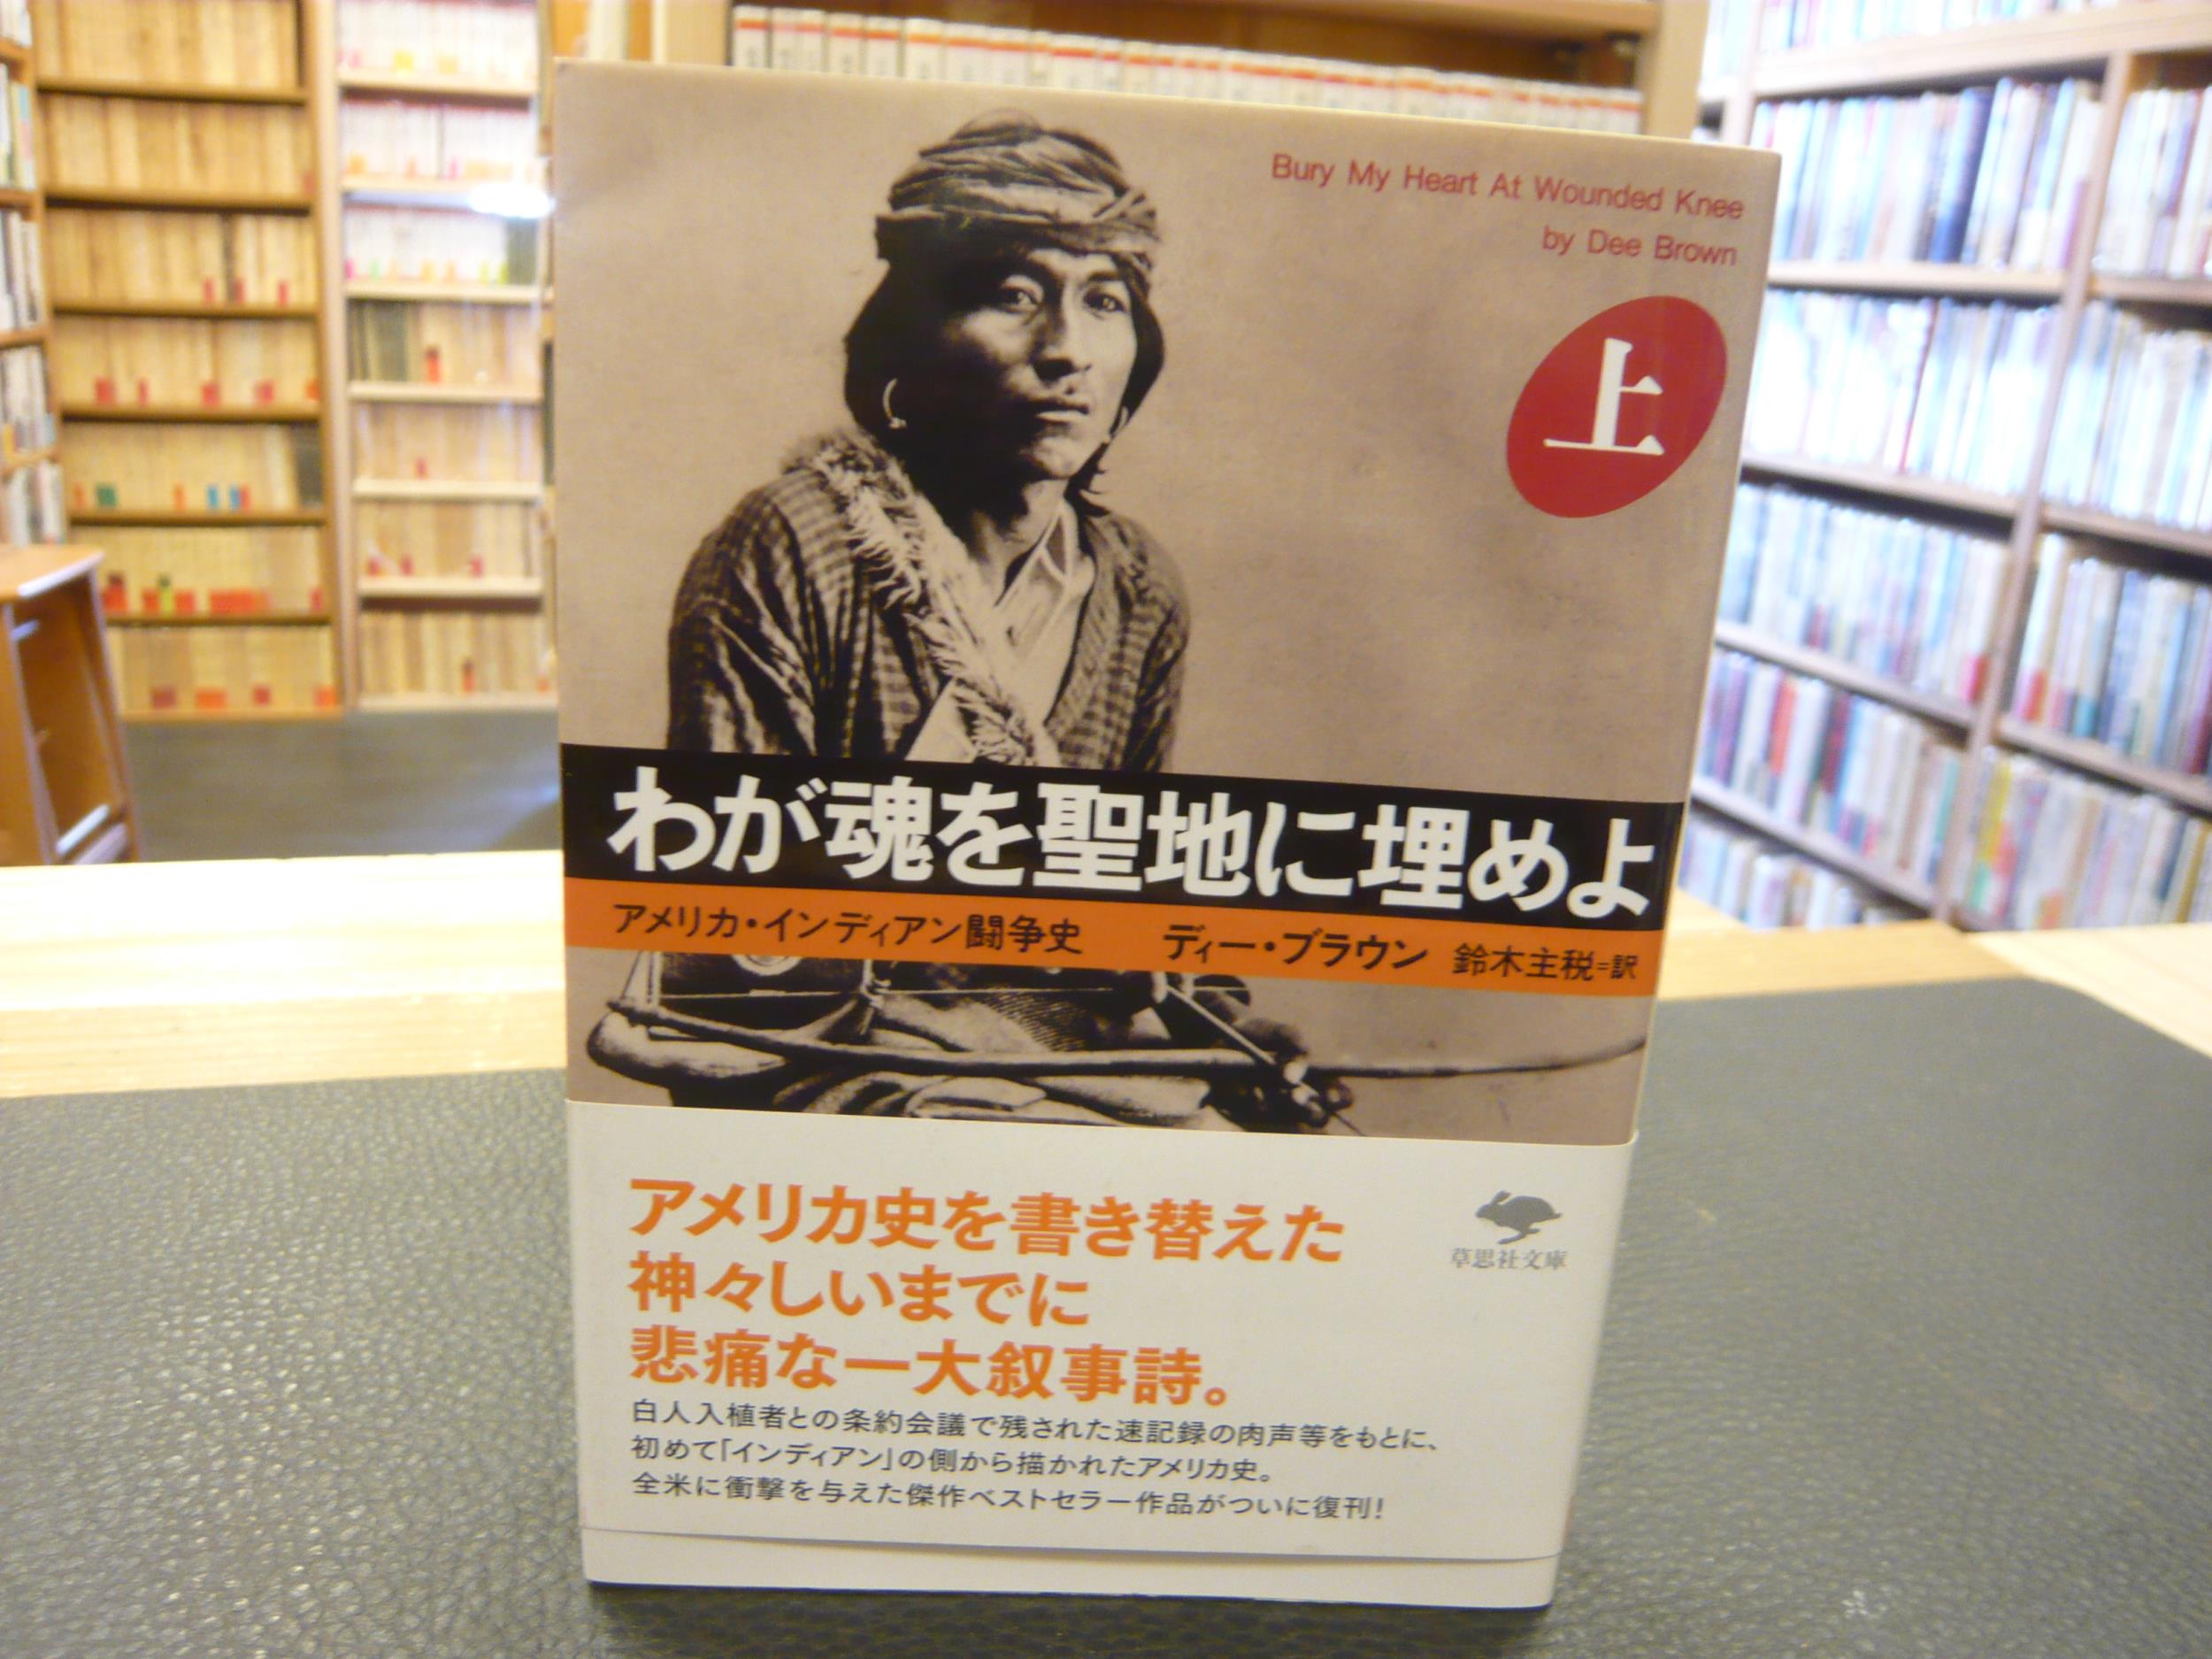 Bury My Heart At Wounded Knee
by Dee Brown
上
わが魂を聖地に埋めよ
アメリカ・インディアン闘争史 ディー・ブラウン 鈴木主税=訳
アメリカ史を書き替えた
神々しいまでに
悲痛な一大叙事詩。
草思社文庫
白人入植者との条約会議で残された速記録の肉声等をもとに、
初めて「インディアン」の側から描かれたアメリカ史。
全米に衝撃を与えた傑作ベストセラー作品がついに復刊!